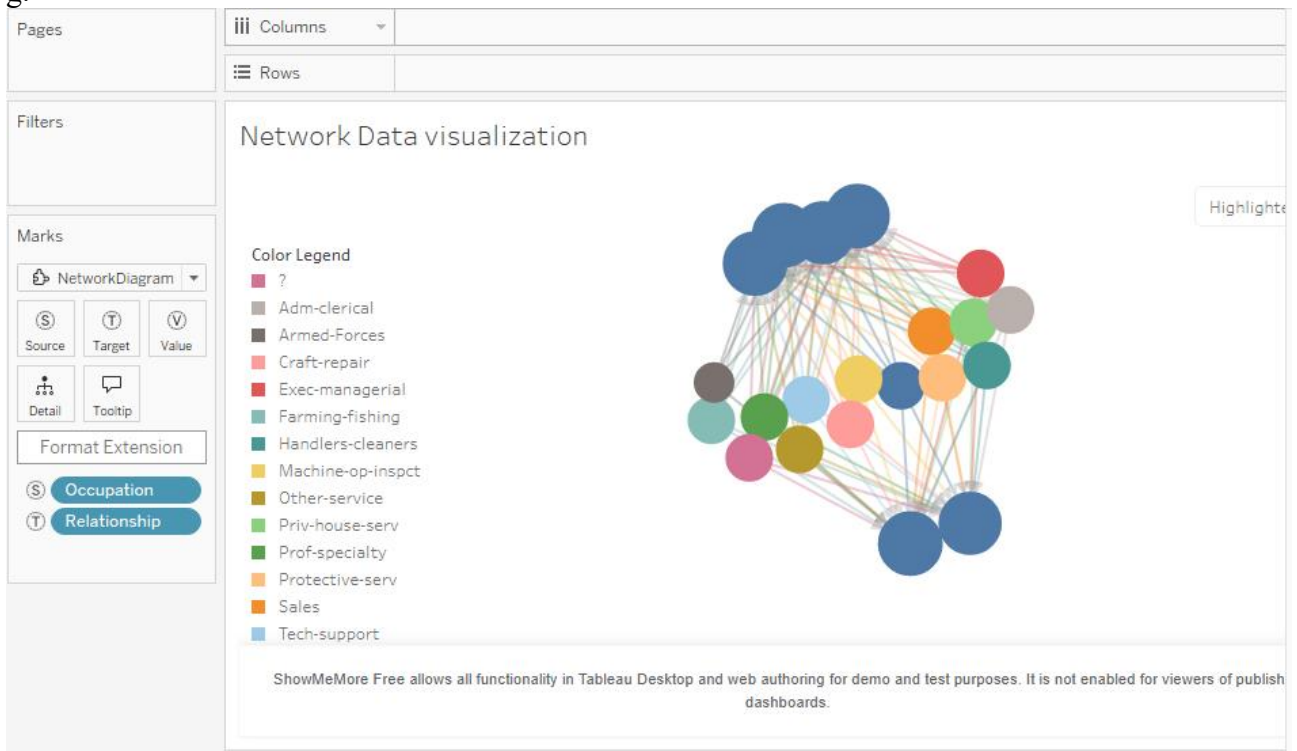 g.
Pages
Columns
Rows
Filters
Network Data visualization
Highlighte
Marks
NetworkDiagram
S T V
Source Target Value
Detail Tooltip
Format Extension
S Occupation
T Relationship
Color Legend
?
Adm-clerical
Armed-Forces
Craft-repair
Exec-managerial
Farming-fishing
Handlers-cleaners
Machine-op-inspct
Other-service
Priv-house-serv
Prof-specialty
Protective-serv
Sales
Tech-support
ShowMeMore Free allows all functionality in Tableau Desktop and web authoring for demo and test purposes. It is not enabled for viewers of publish
dashboards.